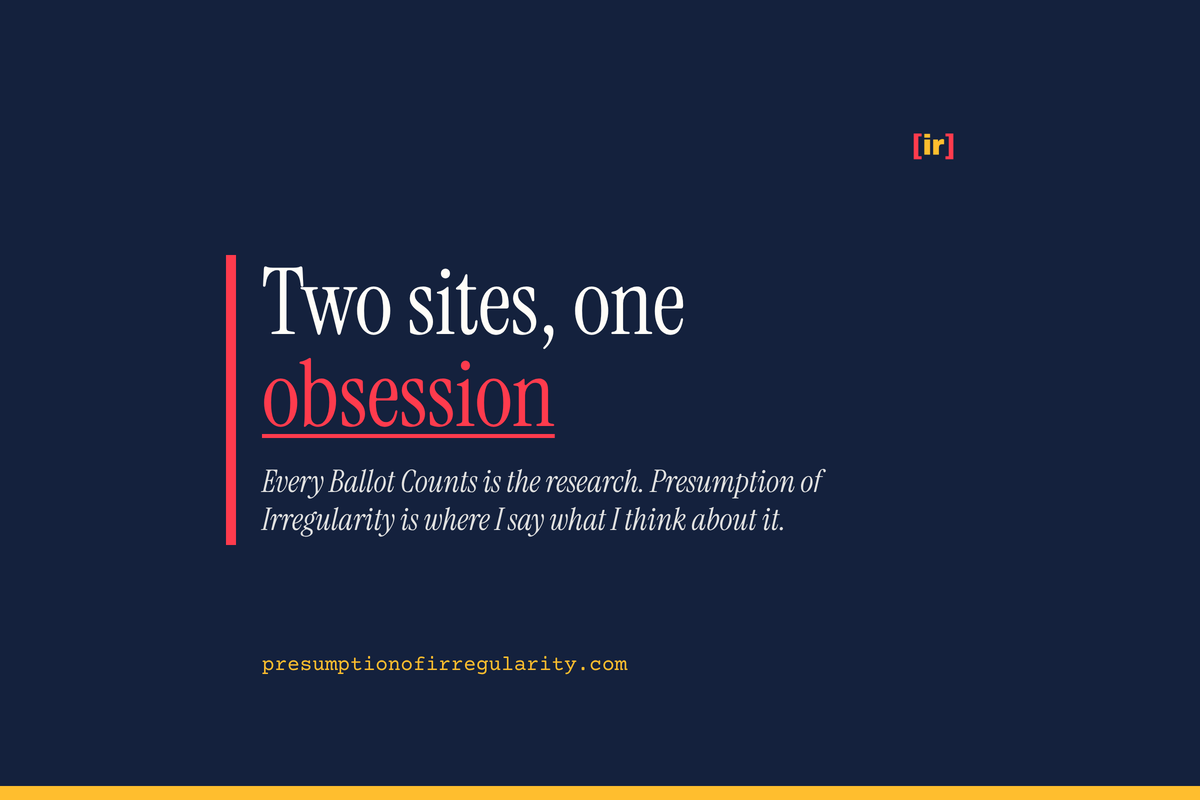 [ir]
Two sites, one
obsession
Every Ballot Counts is the research. Presumption of
Irregularity is where I say what I think about it.
presumptionofirregularity.com